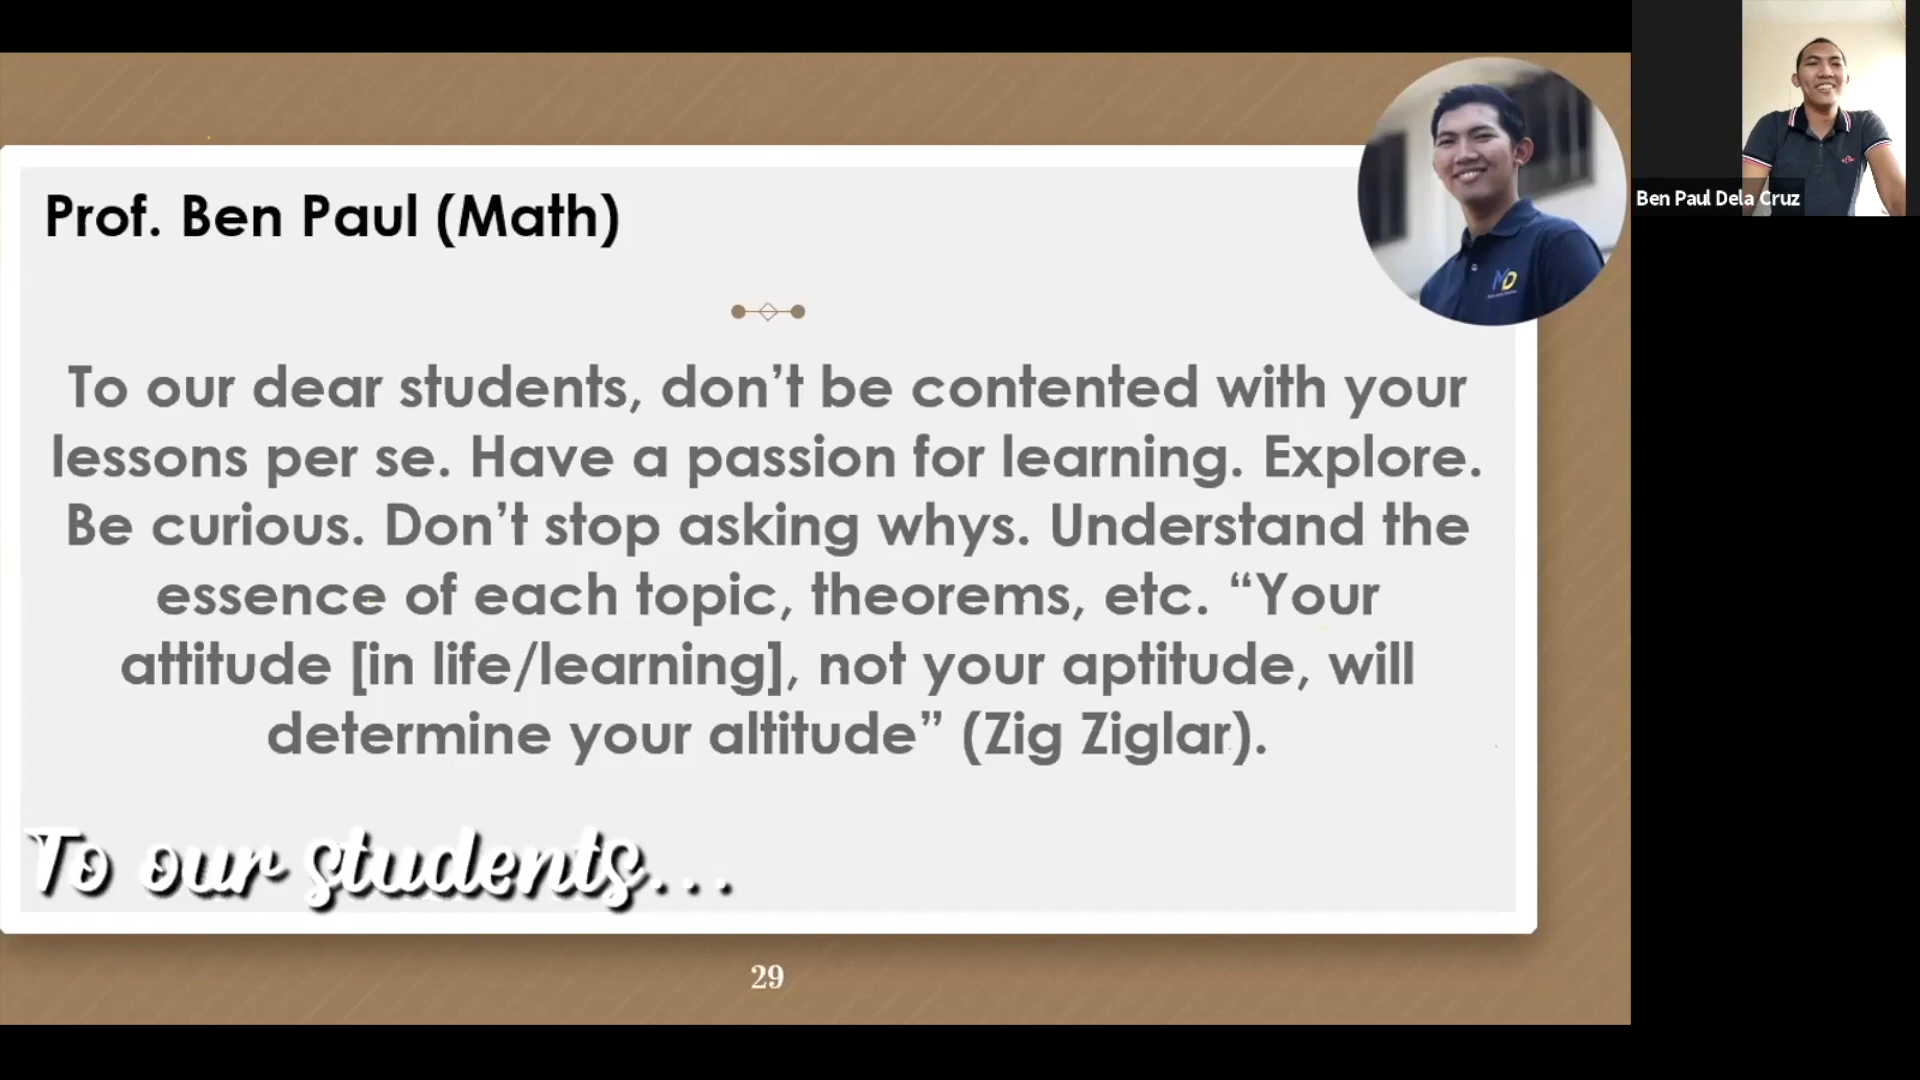 Prof. Ben Paul (Math)
To our dear students, don’t be contented with your
lessons per se. Have a passion for learning. Explore.
Be curious. Don’t stop asking whys. Understand the
essence of each topic, theorems, etc. “Your
attitude [in life/learning], not your aptitude, will
determine your altitude” (Zig Ziglar).
To our students...
29
Ben Paul Dela Cruz
MD